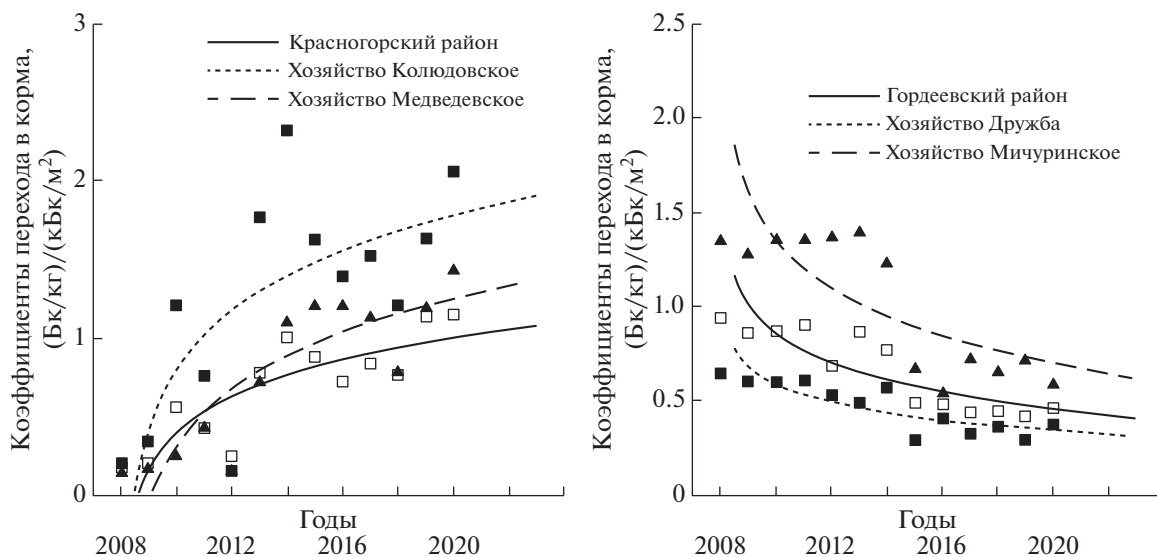 Коэффициенты перехода в корма,
(Бк/кг)/(кБк/м²)
3
2
1
0
Красногорский район
Хозяйство Колюдовское
Хозяйство Медведевское
Годы
2008 2012 2016 2020
Коэффициенты перехода в корма,
(Бк/кг)/(кБк/м²)
2.5
2.0
1.5
1.0
0.5
0
Гордеевский район
Хозяйство Дружба
Хозяйство Мичуринское
Годы
2008 2012 2016 2020